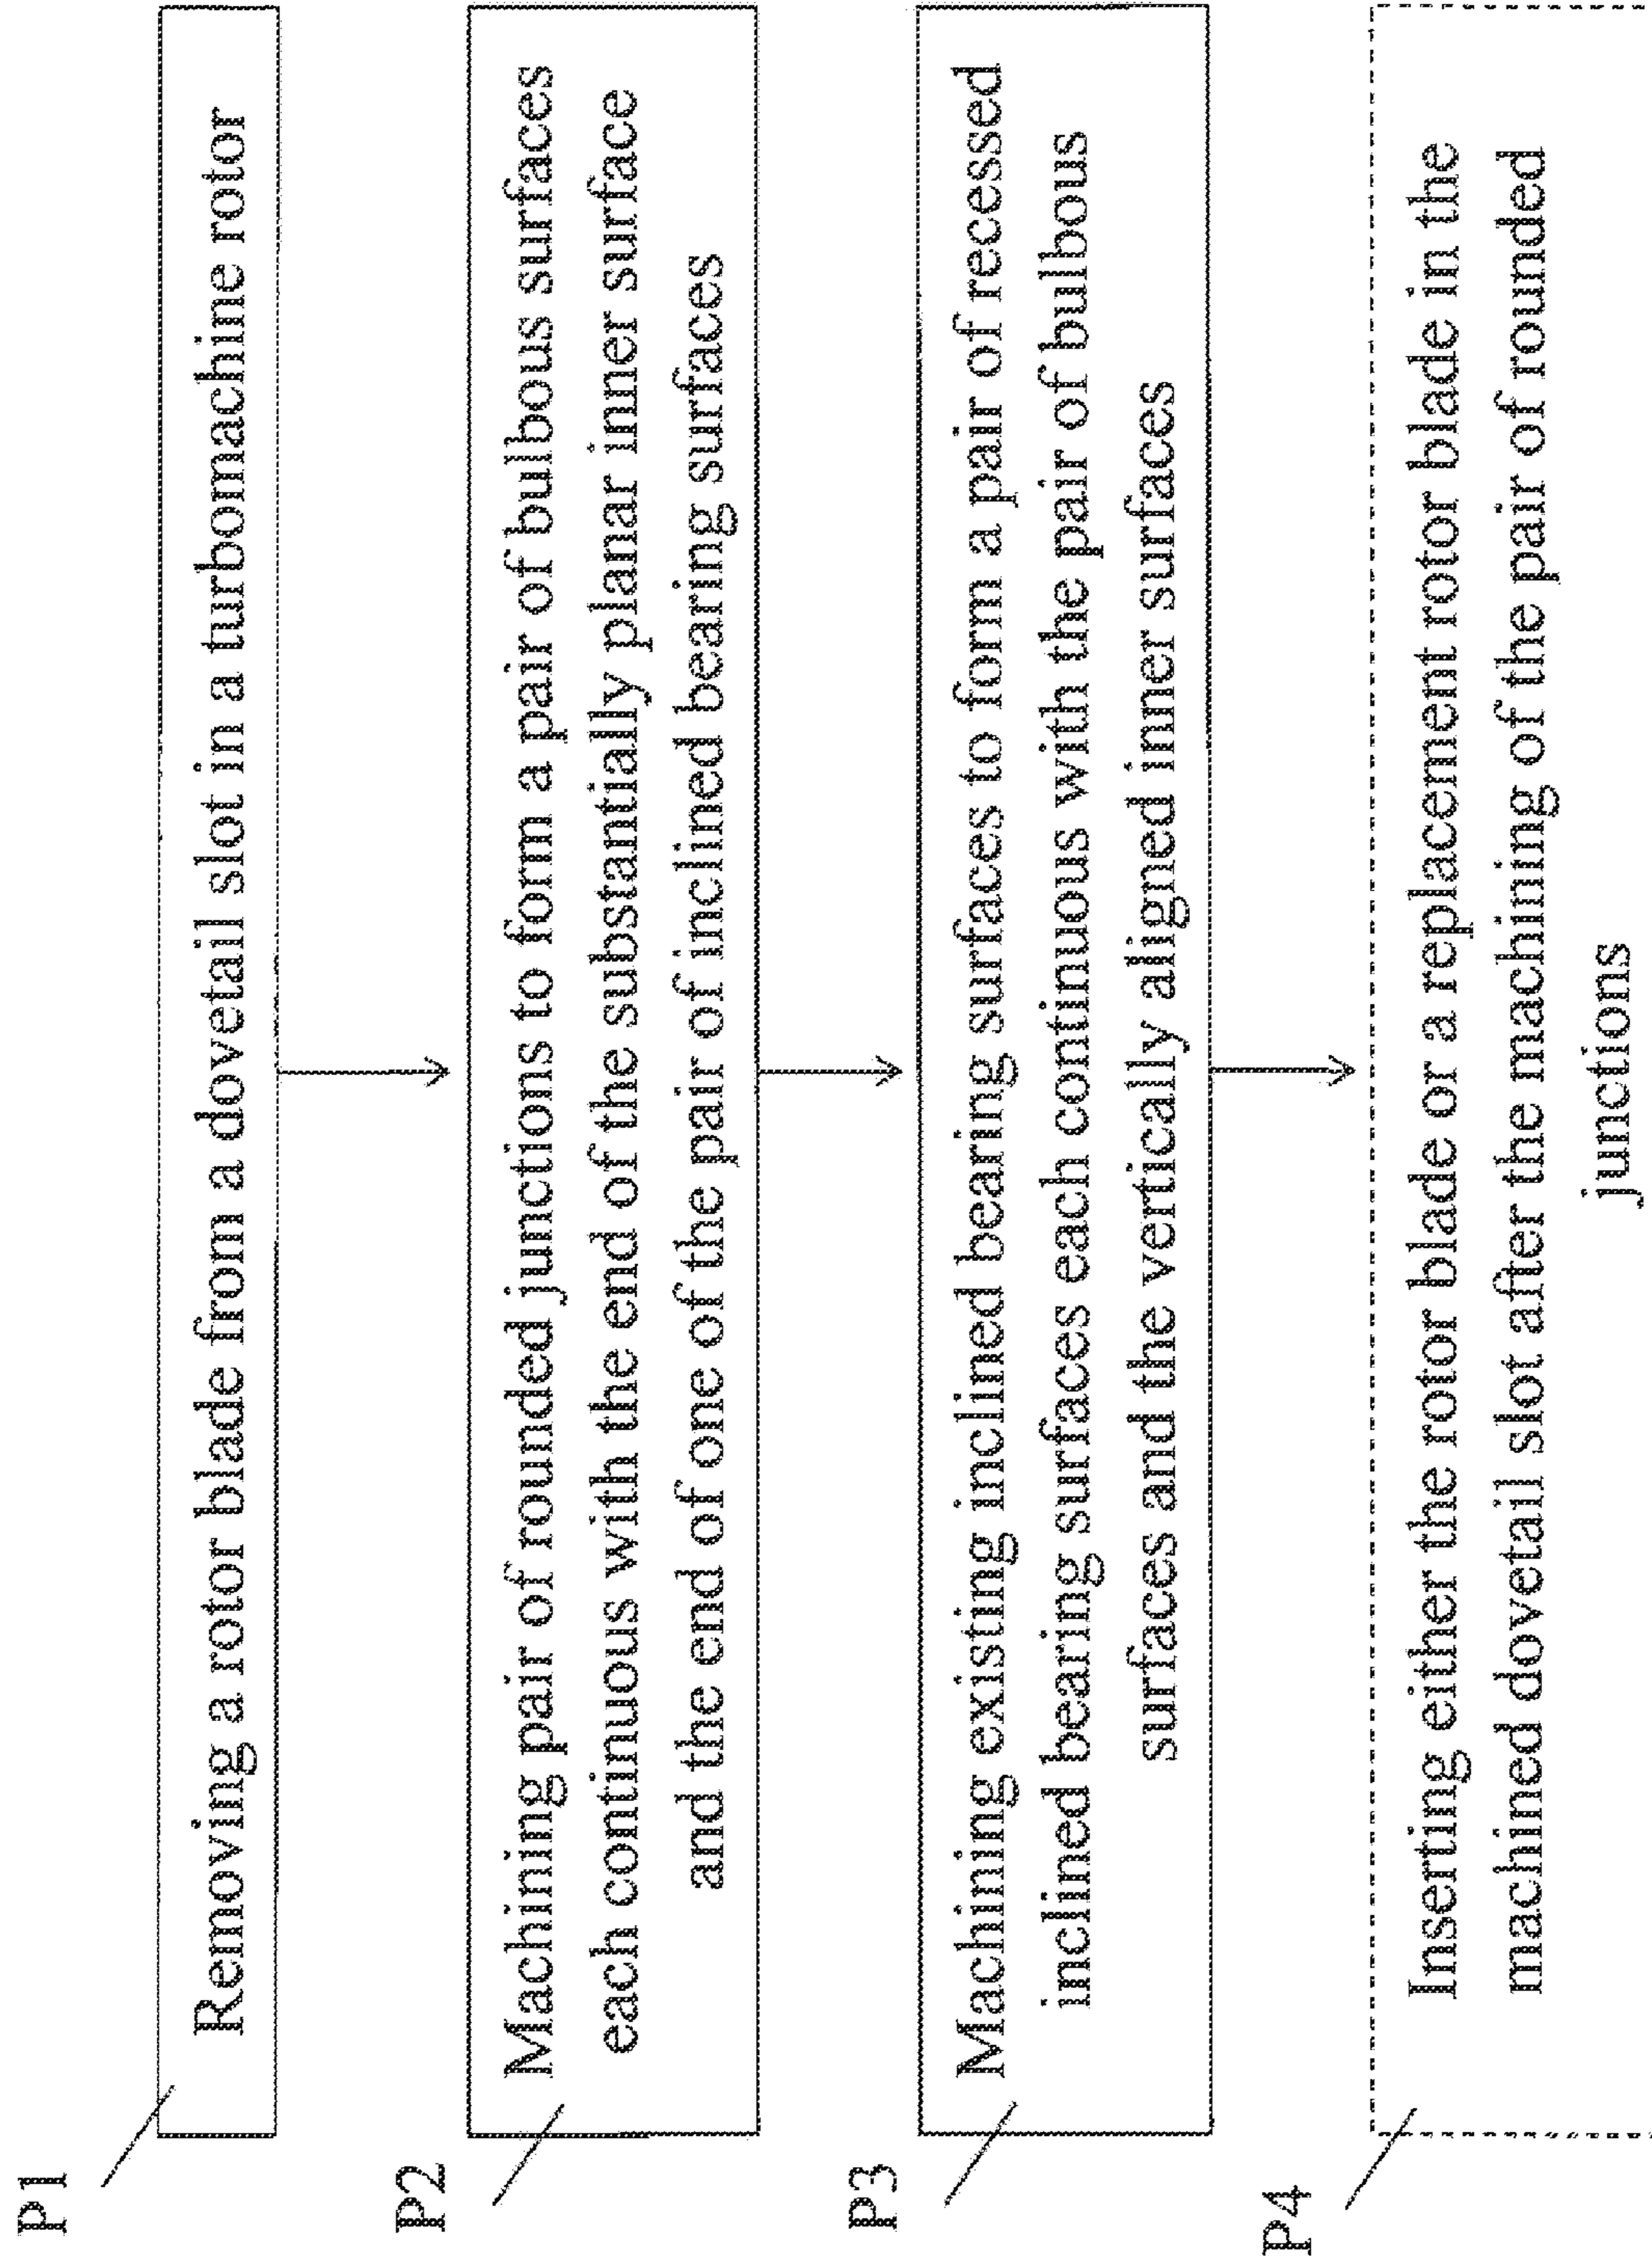 P1
Removing a rotor blade from a dovetail slot in a turbomachine rotor
P2
Machining pair of rounded junctions to form a pair of bulbous surfaces
each continuous with the end of the substantially planar inner surface
and the end of one of the pair of inclined bearing surfaces
P3
Machining existing inclined bearing surfaces to form a pair of recessed
inclined bearing surfaces each continuous with the pair of bulbous
surfaces and the vertically aligned inner surfaces
P4
Inserting either the rotor blade or a replacement rotor blade in the
machined dovetail slot after the machining of the pair of rounded
junctions